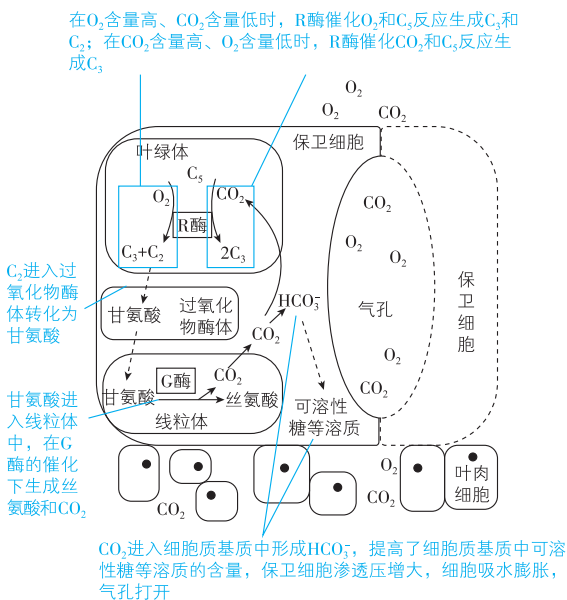 在O₂含量高、CO₂含量低时，R酶催化O₂和C₅反应生成C₃和
C₂；在CO₂含量高、O₂含量低时，R酶催化CO₂和C₅反应生
成C₃
O₂
O₂
CO₂
保卫细胞
叶绿体
C₅
O₂
CO₂
R酶
C₃+C₂
2C₃
CO₂
O₂
O₂
气孔
O₂
CO₂
保
卫
细
胞
C₂进入过
氧化物酶
体转化为
甘氨酸
甘氨酸
过氧化
物酶体
HCO₃⁻
CO₂
CO₂
G酶
甘氨酸
丝氨酸
线粒体
可溶性
糖等溶质
甘氨酸进
入线粒体
中，在G
酶的催化
下生成丝
氨酸和CO₂
CO₂
O₂
CO₂
叶肉
细胞
CO₂进入细胞质基质中形成HCO₃⁻，提高了细胞质基质中可溶
性糖等溶质的含量，保卫细胞渗透压增大，细胞吸水膨胀，
气孔打开